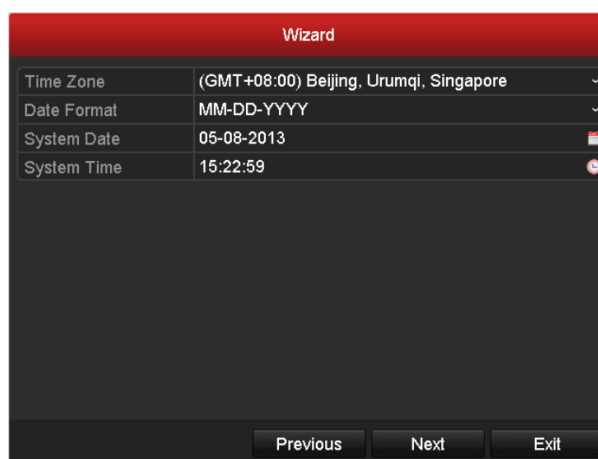 Wizard
Time Zone (GMT+08:00) Beijing, Urumqi, Singapore
Date Format MM-DD-YYYY
System Date 05-08-2013
System Time 15:22:59
Previous Next Exit